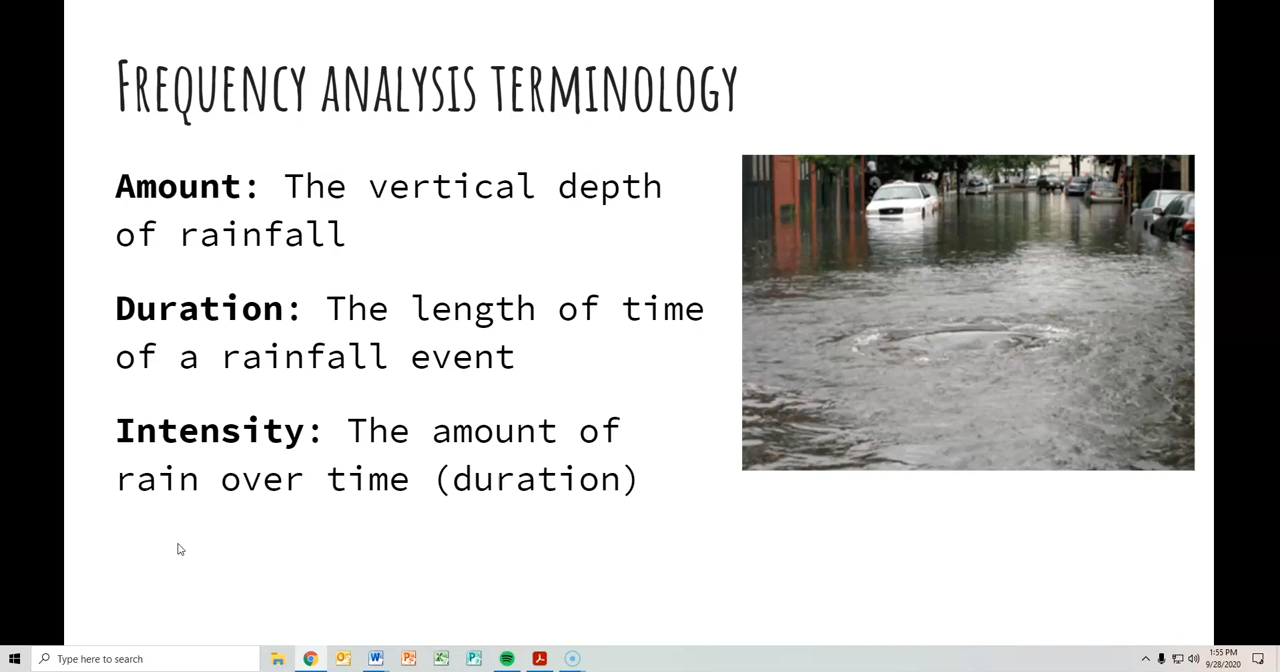 Frequency analysis terminology
Amount: The vertical depth
of rainfall
Duration: The length of time
of a rainfall event
Intensity: The amount of
rain over time (duration)
Type here to search
1:55 PM
9/28/2020